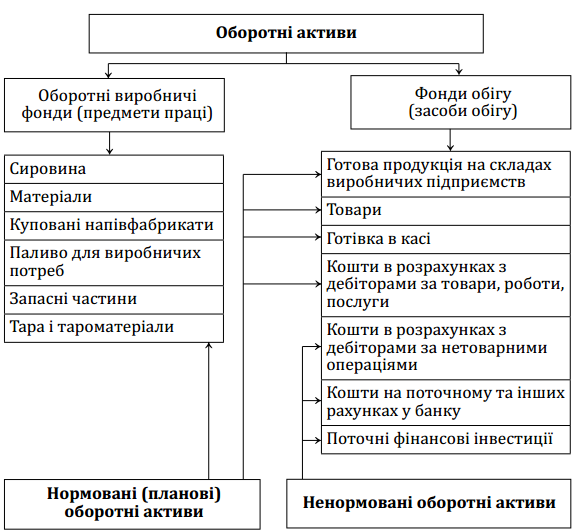 Оборотні активи
Оборотні виробничі
фонди (предмети праці)
Фонди обігу
(засоби обігу)
Сировина
Матеріали
Куповані напівфабрикати
Паливо для виробничих
потреб
Запасні частини
Тара і тароматеріали
Готова продукція на складах
виробничих підприємств
Товари
Готівка в касі
Кошти в розрахунках з
дебіторами за товари, роботи,
послуги
Кошти в розрахунках з
дебіторами за нетоварними
операціями
Кошти на поточному та інших
рахунках у банку
Поточні фінансові інвестиції
Нормовані (планові)
оборотні активи
Ненормовані оборотні активи